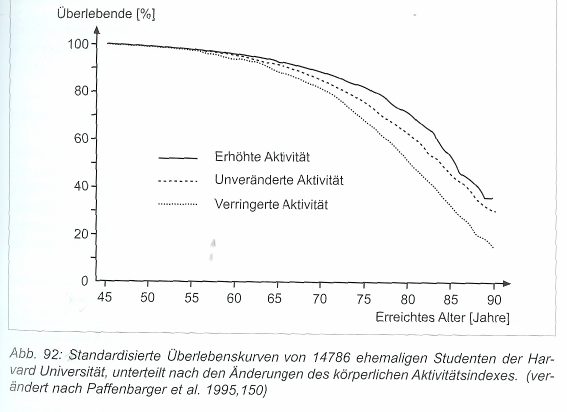 Überlebende [%]
100
80
60
40
20
0
Erhöhte Aktivität
Unveränderte Aktivität
Verringerte Aktivität
45 50 55 60 65 70 75 80 85 90
Erreichtes Alter [Jahre]
Abb. 92: Standardisierte Überlebenskurven von 14786 ehemaligen Studenten der Har-
vard Universität, unterteilt nach den Änderungen des körperlichen Aktivitätsindexes. (ver-
ändert nach Paffenbarger et al. 1995,150)